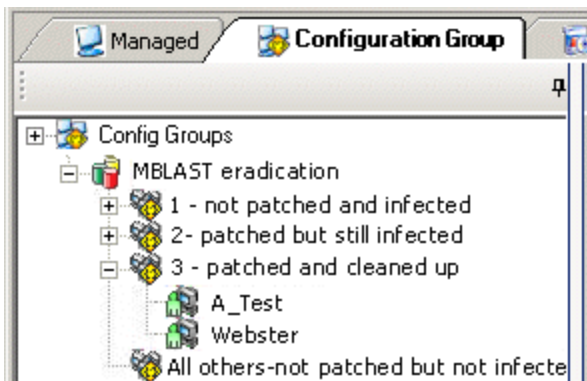 Managed
Configuration Group
Config Groups
MBLAST eradication
1 - not patched and infected
2- patched but still infected
3 - patched and cleaned up
A_Test
Webster
All others-not patched but not infecte